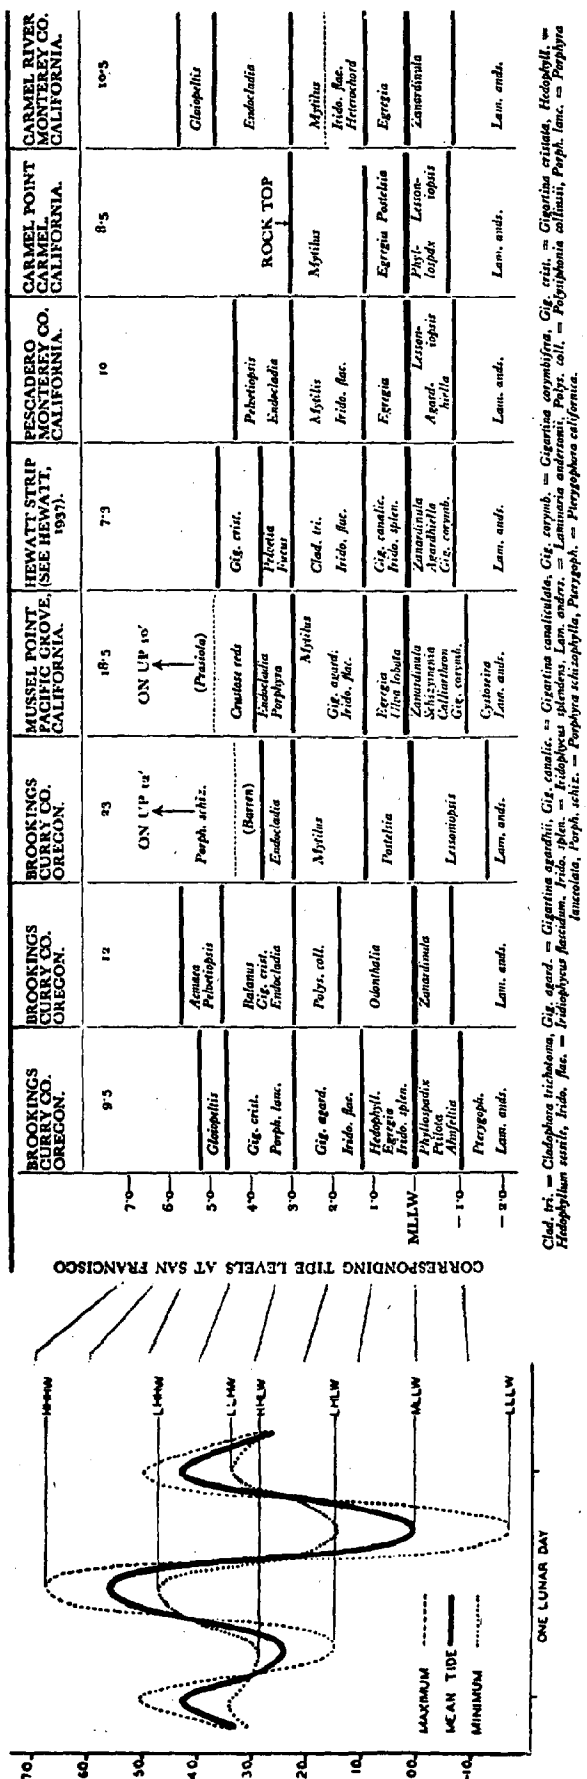 7.0
6.0
5.0
4.0
3.0
2.0
1.0
0.0
-1.0
HHHW
LHHW
LLHW
HHLW
LHLW
MLLW
LLLW
MAXIMUM
MEAN TIDE
MINIMUM
ONE LUNAR DAY
CORRESPONDING TIDE LEVELS AT SAN FRANCISCO
7.0
6.0
5.0
4.0
3.0
2.0
1.0
MLLW
-1.0
-2.0
BROOKINGS
CURRY CO.
OREGON.
9·5
Gloiopeltis
Gig. crist.
Porph. lanc.
Gig. agard.
Irido. flac.
Hedophyll.
Egregia
Irido. splen.
Phyllospadix
Ptilota
Ahnfeltia
Pterygoph.
Lam. ands.
BROOKINGS
CURRY CO.
OREGON.
12
Acmaea
Pelvetiopsis
Balanus
Gig. crist.
Endocladia
Polys. coll.
Odonthalia
Zanardinula
Lam. ands.
BROOKINGS
CURRY CO.
OREGON.
23
ON UP 12'
Porph. schiz.
(Barren)
Endocladia
Mytilus
Postelsia
Lessoniopsis
Lam. ands.
MUSSEL POINT
PACIFIC GROVE,
CALIFORNIA.
18·5
ON UP 10'
(Prasiola)
Crustose reds
Endocladia
Porphyra
Mytilus
Gig. agard.
Irido. flac.
Egregia
Ulva lobata
Zanardinula
Schizymenia
Calliarthron
Gig. corymb.
Cystoseira
Lam. ands.
HEWATT STRIP
(SEE HEWATT,
1937).
7·3
Gig. crist.
Pelvetia
Fucus
Clad. tri.
Irido. flac.
Gig. canalic.
Irido. splen.
Zanardinula
Agardhiella
Gig. corymb.
Lam. ands.
PESCADERO
MONTEREY CO.
CALIFORNIA.
10
Pelvetiopsis
Endocladia
Mytilis
Irido. flac.
Egregia
Agard- Lesson-
hiella iopsis
Lam. ands.
CARMEL POINT
CARMEL.
CALIFORNIA.
8·5
ROCK TOP
Mytilus
Egregia Postelsia
Phyl- Lesson-
lospdx iopsis
Lam. ands.
CARMEL RIVER
MONTEREY CO.
CALIFORNIA.
10·5
Gloiopeltis
Endocladia
Mytilus
Irido. flac.
Heterochord
Egregia
Zanardinula
Lam. ands.
Clad. tri. = Cladophora trichotoma, Gig. agard. = Gigartina agardhii, Gig. canalic. = Gigartina canaliculata, Gig. corymb. = Gigartina corymbifera, Gig. crist. = Gigartina cristata, Hedophyll. =
Hedophyllum sessile, Irido. flac. = Iridiophycus flaccidum, Irido. splen. = Iridophycus splendens, Lam. anders. = Laminaria andersonii, Polys. coll. = Polysiphonia collinsii, Porph. lanc. = Porphyra
lanceolata, Porph. schiz. = Porphyra schizophylla, Pterygoph. = Pterygophora californica.